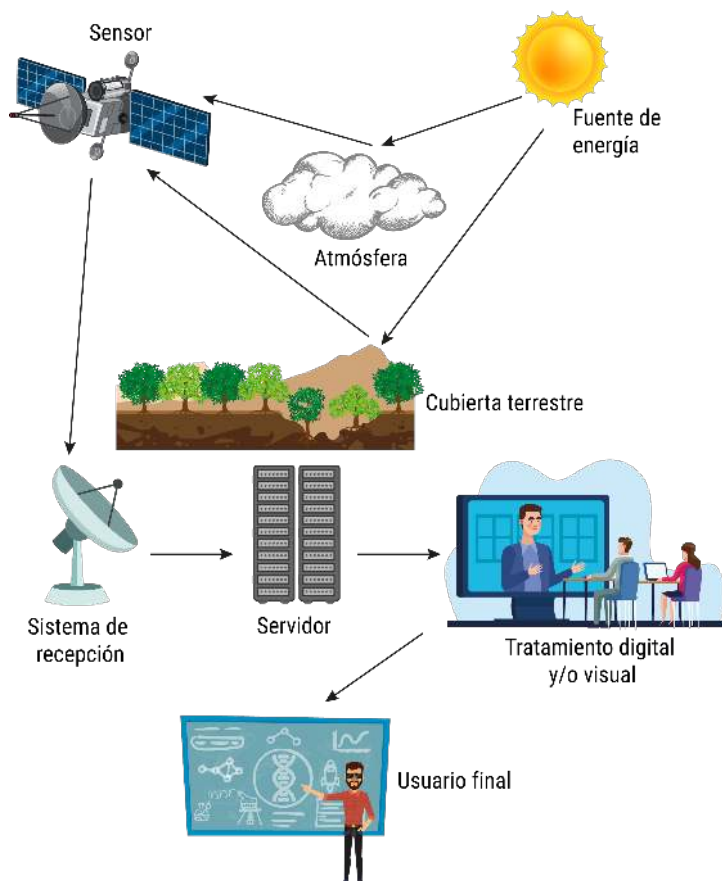 Sensor
Fuente de
energía
Atmósfera
Cubierta terrestre
Sistema de
recepción
Servidor
Tratamiento digital
y/o visual
Usuario final